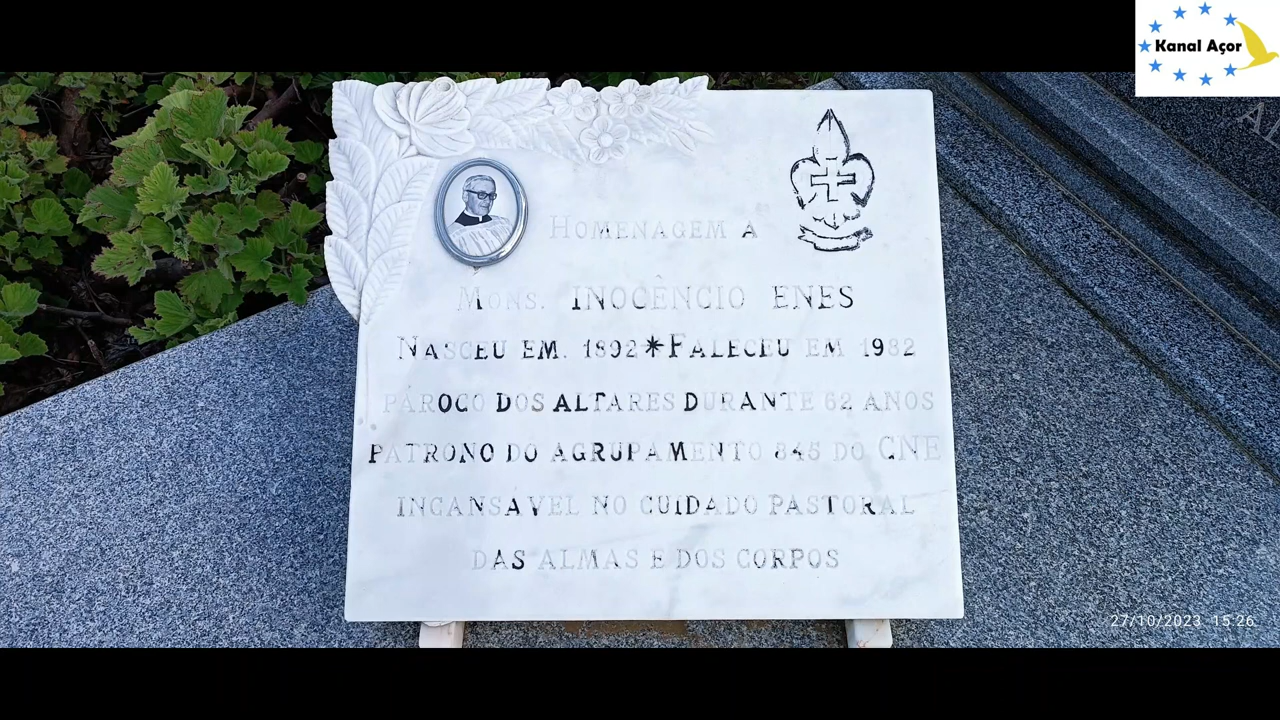 Kanal Açor
HOMENAGEM A
MONS. INOCÊNCIO ENES
NASCEU EM. 1892*FALECEU EM 1982
PÁROCO DOS ALTARES DURANTE 62 ANOS
PATRONO DO AGRUPAMENTO 845 DO CNE
INCANSÁVEL NO CUIDADO PASTORAL
DAS ALMAS E DOS CORPOS
27/10/2023 15:26